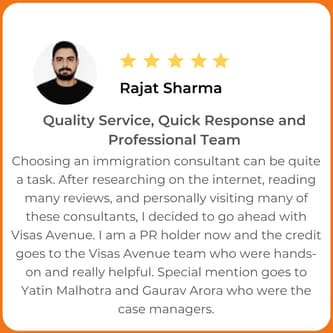 Rajat Sharma
Quality Service, Quick Response and
Professional Team
Choosing an immigration consultant can be quite
a task. After researching on the internet, reading
many reviews, and personally visiting many of
these consultants, I decided to go ahead with
Visas Avenue. I am a PR holder now and the credit
goes to the Visas Avenue team who were hands-
on and really helpful. Special mention goes to
Yatin Malhotra and Gaurav Arora who were the
case managers.